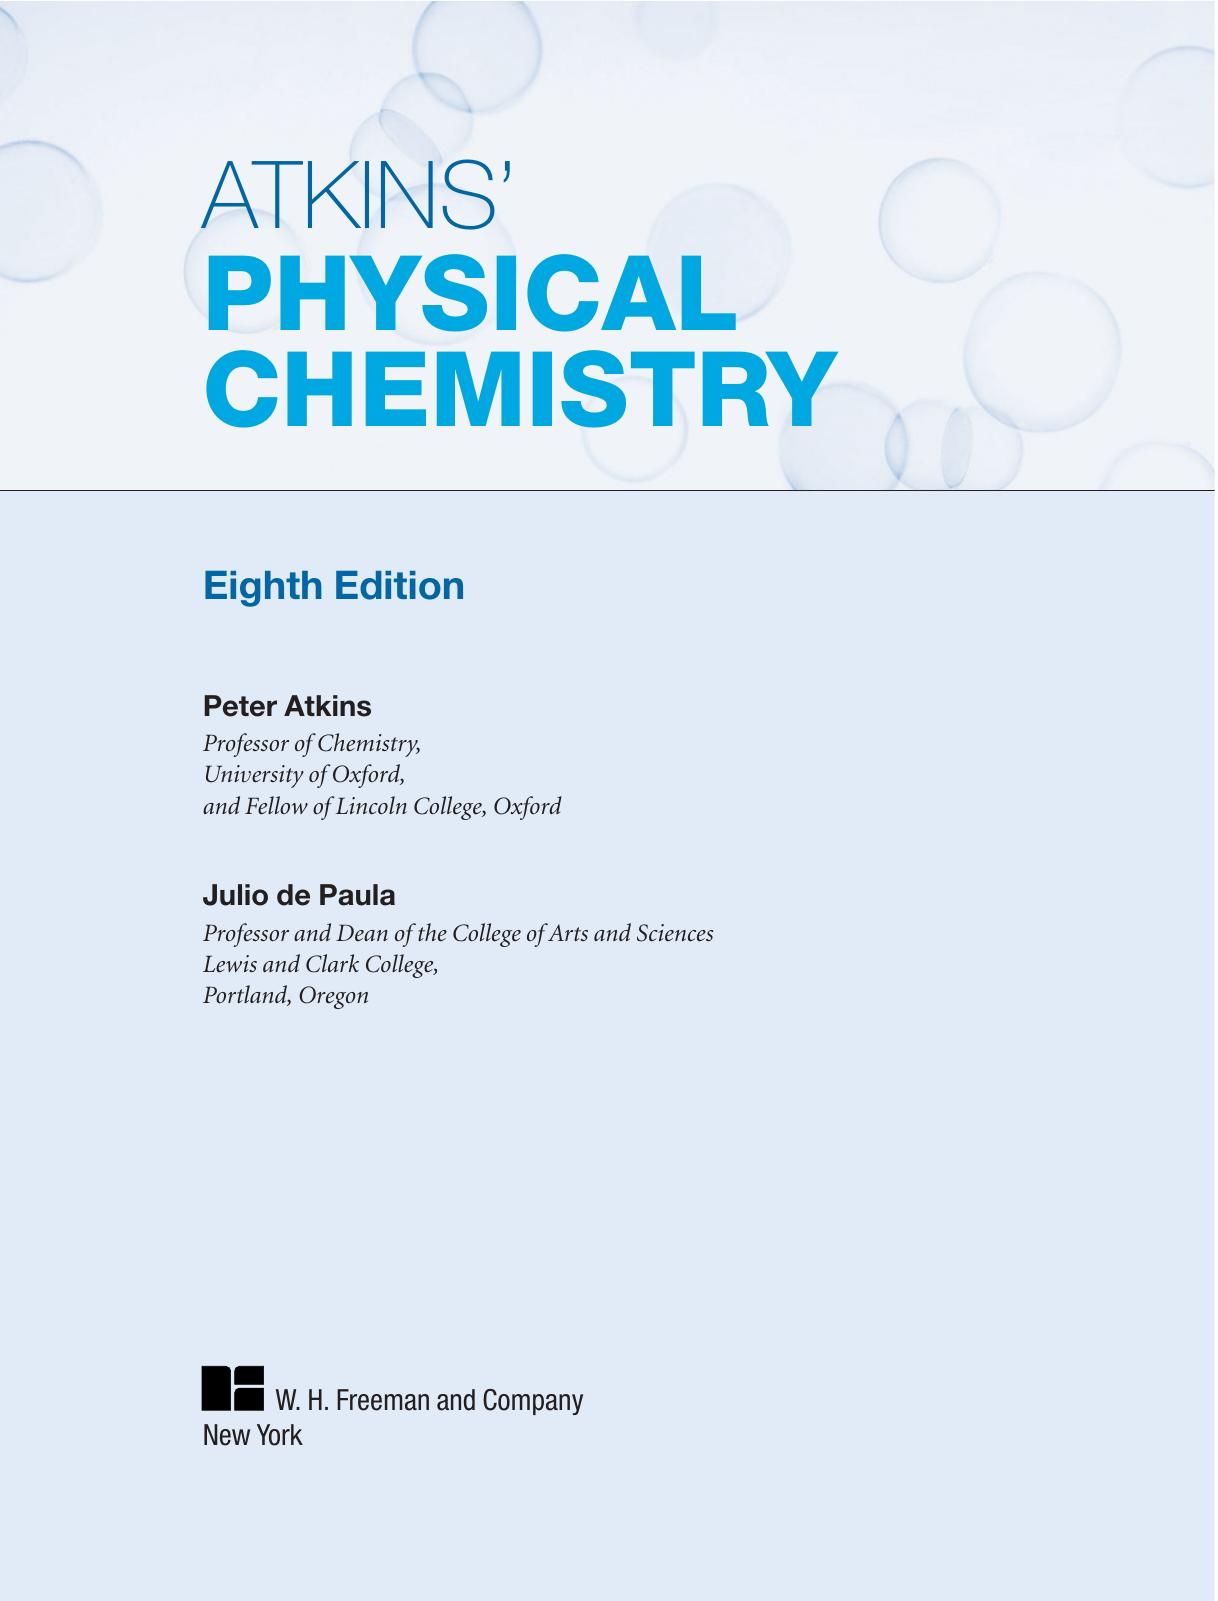 ATKINS’
PHYSICAL
CHEMISTRY
Eighth Edition
Peter Atkins
Professor of Chemistry,
University of Oxford,
and Fellow of Lincoln College, Oxford
Julio de Paula
Professor and Dean of the College of Arts and Sciences
Lewis and Clark College,
Portland, Oregon
W. H. Freeman and Company
New York